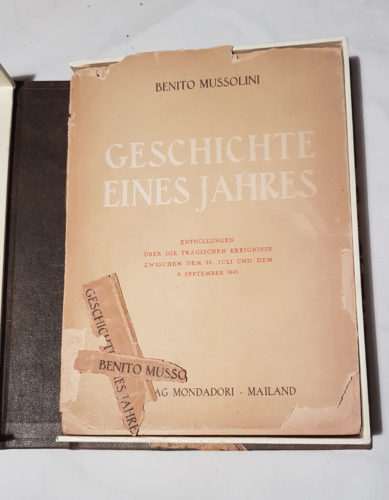 BENITO MUSSOLINI
GESCHICHTE
EINES JAHRES
ENTHÜLLUNGEN
ÜBER DIE TRAGISCHEN EREIGNISSE
ZWISCHEN DEM 25. JULI UND DEM
8. SEPTEMBER 1943
GESCHICHTE
EINES JAHRES
BENITO MUSSO
AG MONDADORI - MAILAND